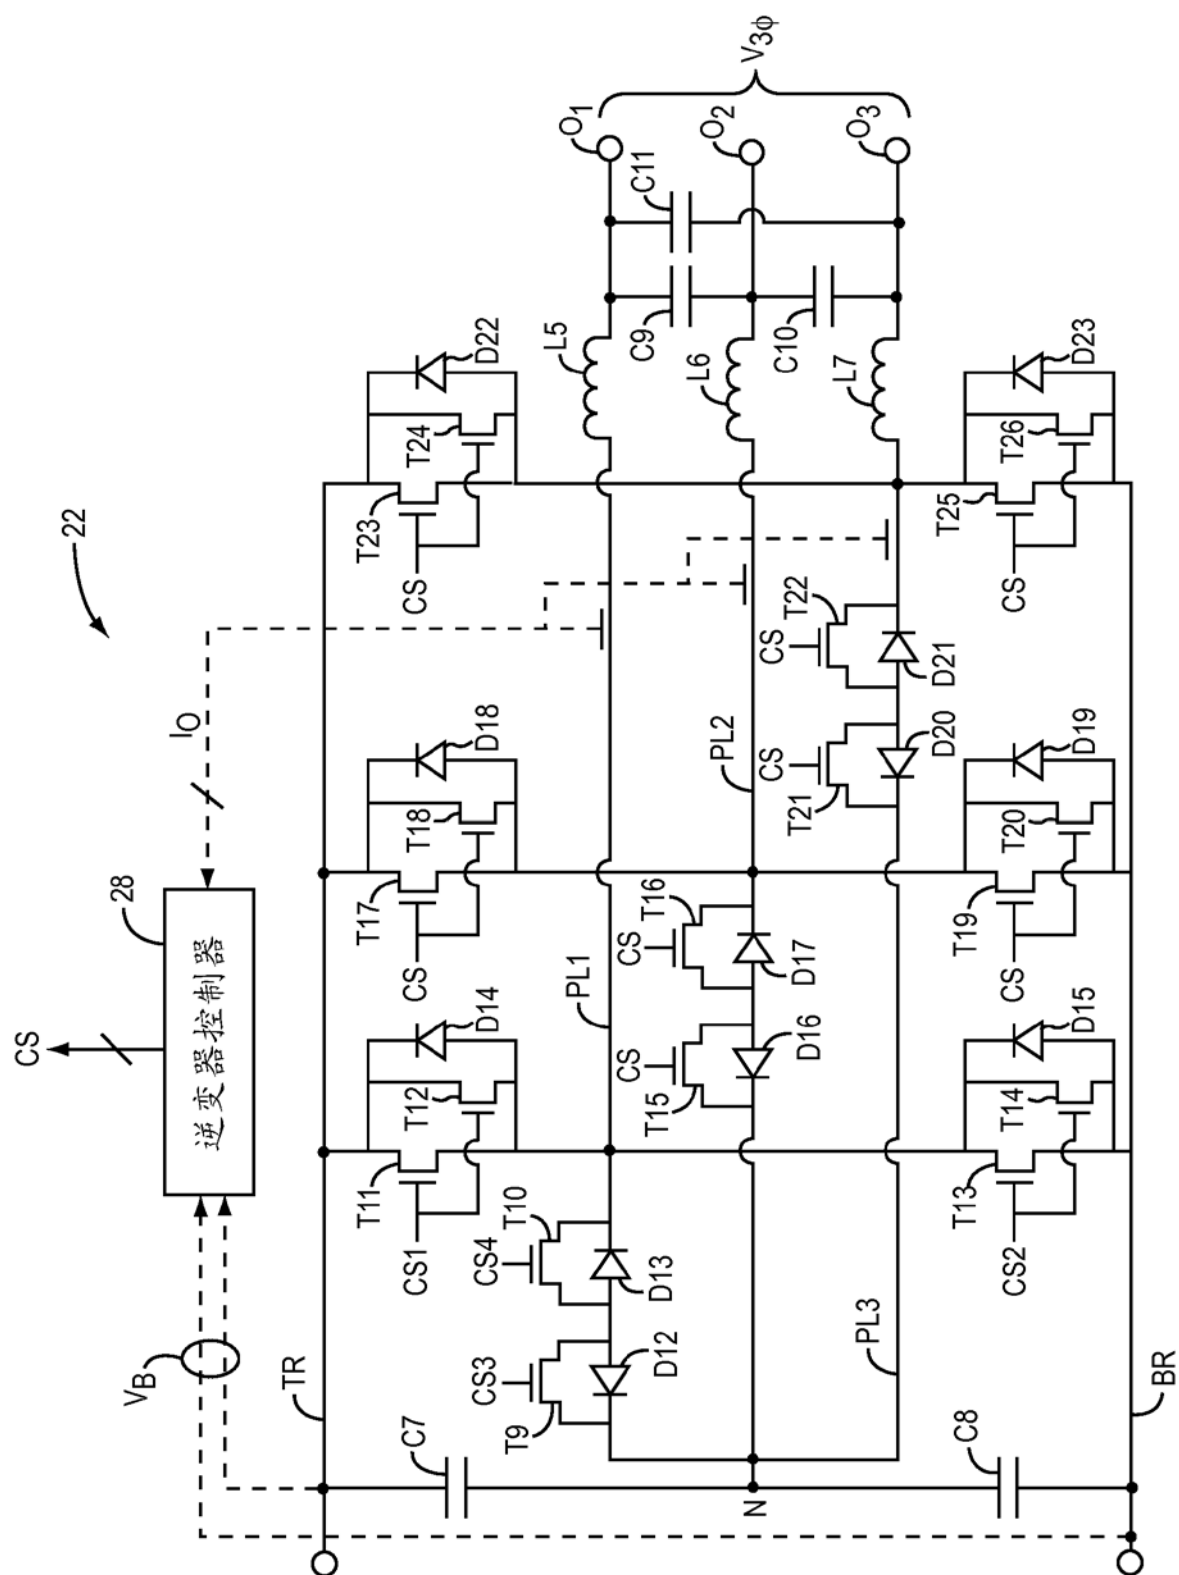 22
CS
28
逆变器控制器
IO
VB
TR
C7
CS1
T11
T12
D14
CS
T17
T18
D18
CS
T23
T24
D22
CS3
T9
D12
CS4
T10
D13
PL1
L5
C9
C11
O1
N
CS
T15
D16
CS
T16
D17
PL2
L6
C10
O2
V3ϕ
PL3
CS
T21
D20
CS
T22
D21
L7
O3
C8
CS2
T13
T14
D15
CS
T19
T20
D19
CS
T25
T26
D23
BR